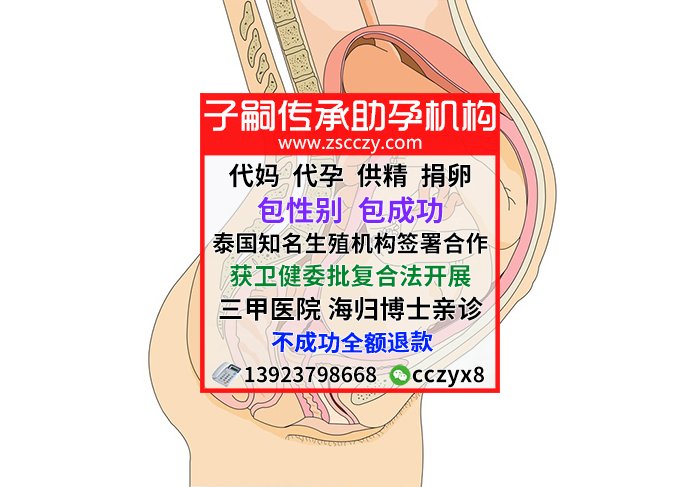 子嗣传承助孕机构
www.zscczy.com
代妈 代孕 供精 捐卵
包性别 包成功
泰国知名生殖机构签署合作
获卫健委批复合法开展
三甲医院 海归博士亲诊
不成功全额退款
13923798668 cczyx8